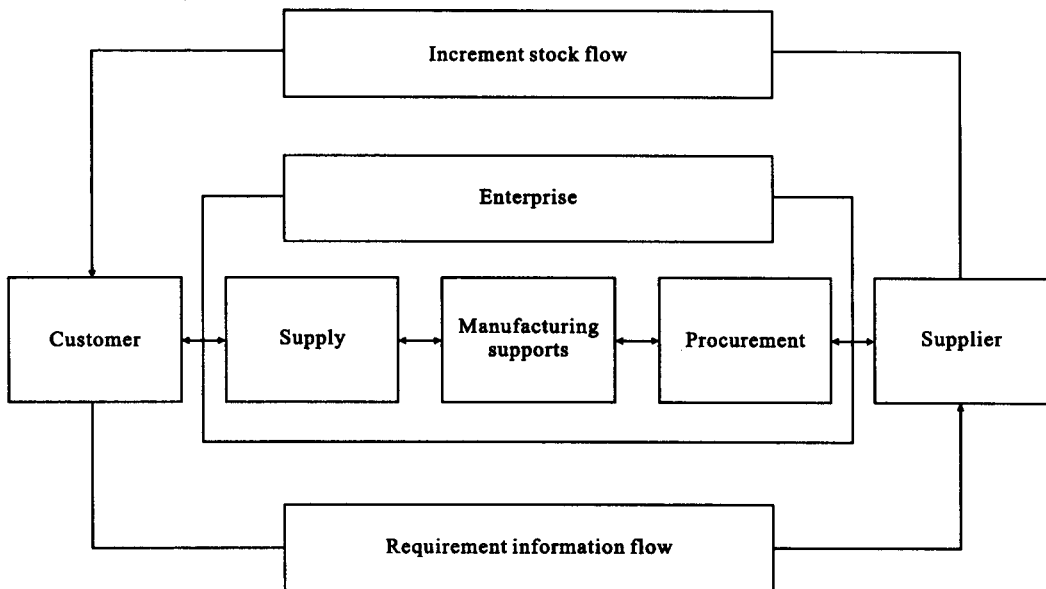 Increment stock flow
Enterprise
Customer
Supply
Manufacturing
supports
Procurement
Supplier
Requirement information flow